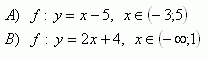 A) f : y = x − 5, x ∈ (− 3;5)
B) f : y = 2x + 4, x ∈ (− ∞;1)